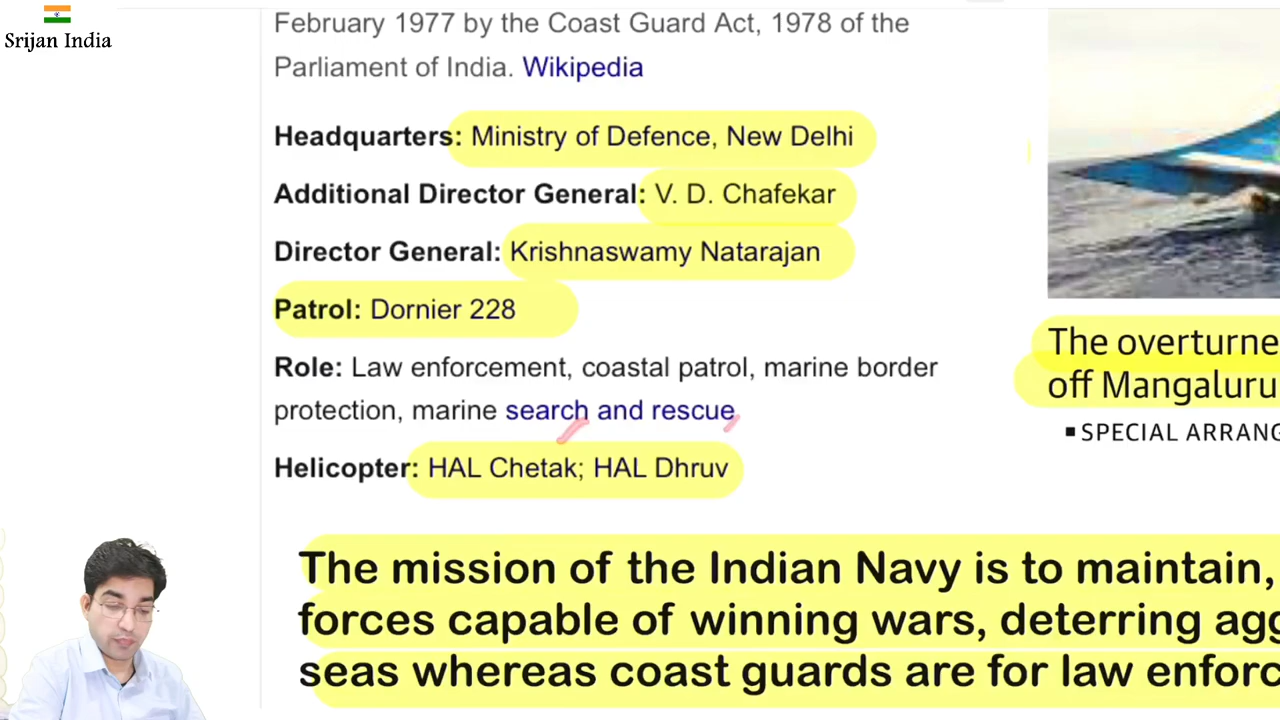 Srijan India
February 1977 by the Coast Guard Act, 1978 of the
Parliament of India. Wikipedia
Headquarters: Ministry of Defence, New Delhi
Additional Director General: V. D. Chafekar
Director General: Krishnaswamy Natarajan
Patrol: Dornier 228
Role: Law enforcement, coastal patrol, marine border
protection, marine search and rescue
Helicopter: HAL Chetak; HAL Dhruv
The overturne
off Mangaluru
▪ SPECIAL ARRANG
The mission of the Indian Navy is to maintain,
forces capable of winning wars, deterring agg
seas whereas coast guards are for law enforc